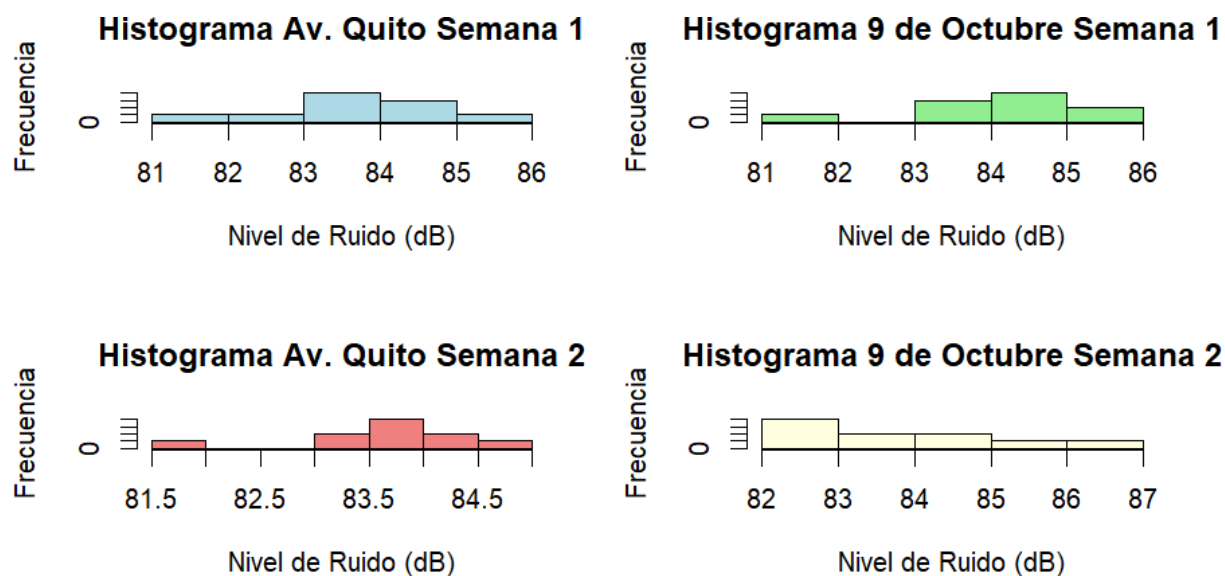 Histograma Av. Quito Semana 1
Frecuencia
0
81 82 83 84 85 86
Nivel de Ruido (dB)
Histograma 9 de Octubre Semana 1
Frecuencia
0
81 82 83 84 85 86
Nivel de Ruido (dB)
Histograma Av. Quito Semana 2
Frecuencia
0
81.5 82.5 83.5 84.5
Nivel de Ruido (dB)
Histograma 9 de Octubre Semana 2
Frecuencia
0
82 83 84 85 86 87
Nivel de Ruido (dB)